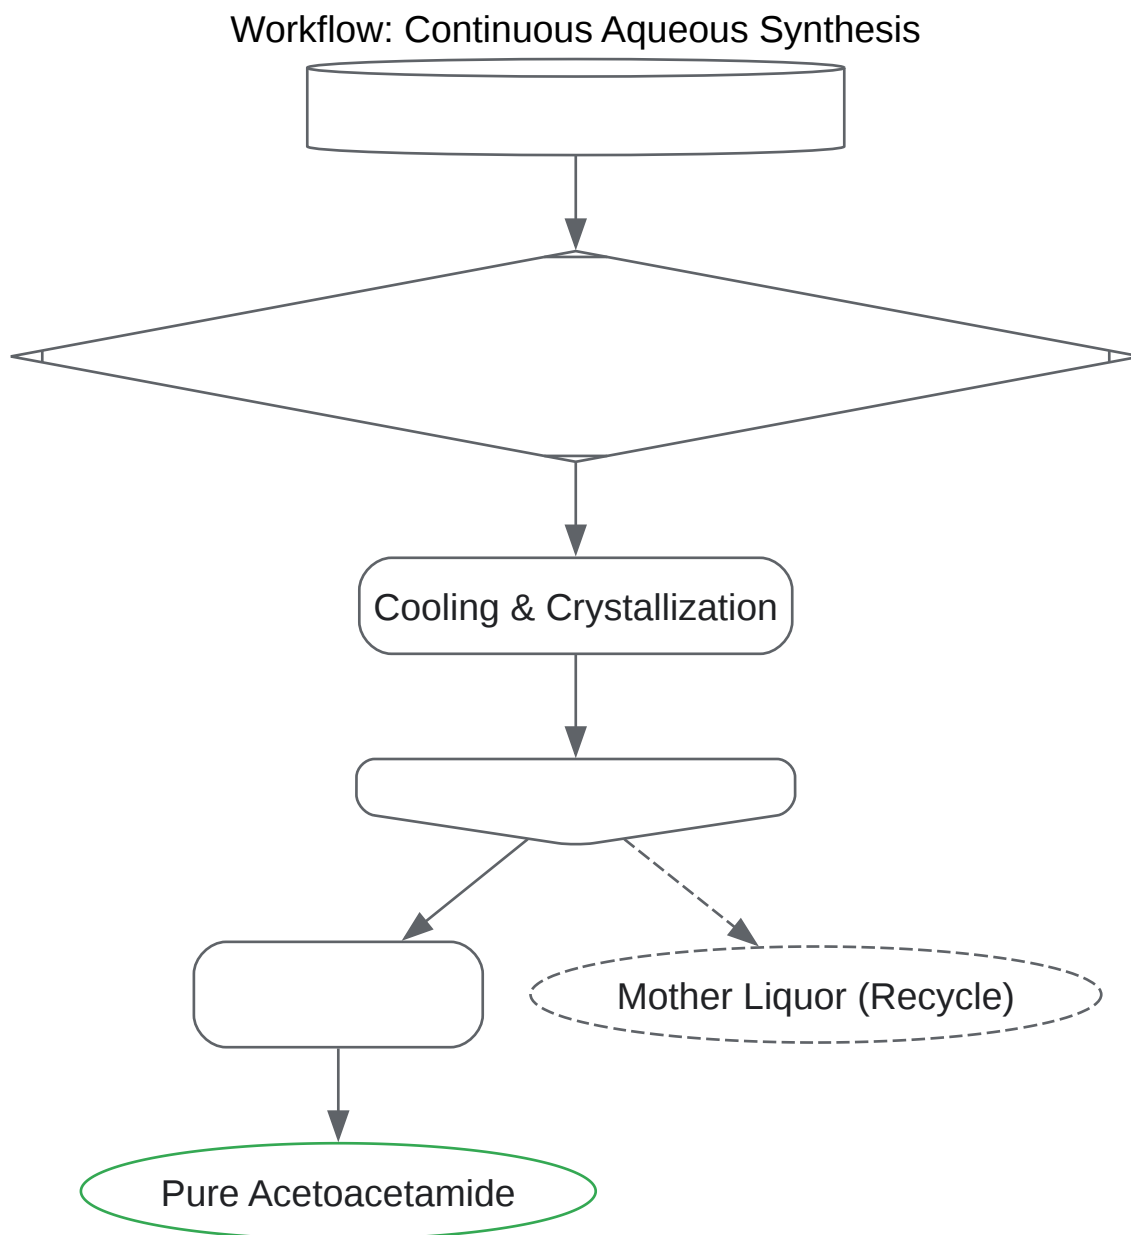 Workflow: Continuous Aqueous Synthesis
Cooling & Crystallization
Mother Liquor (Recycle)
Pure Acetoacetamide